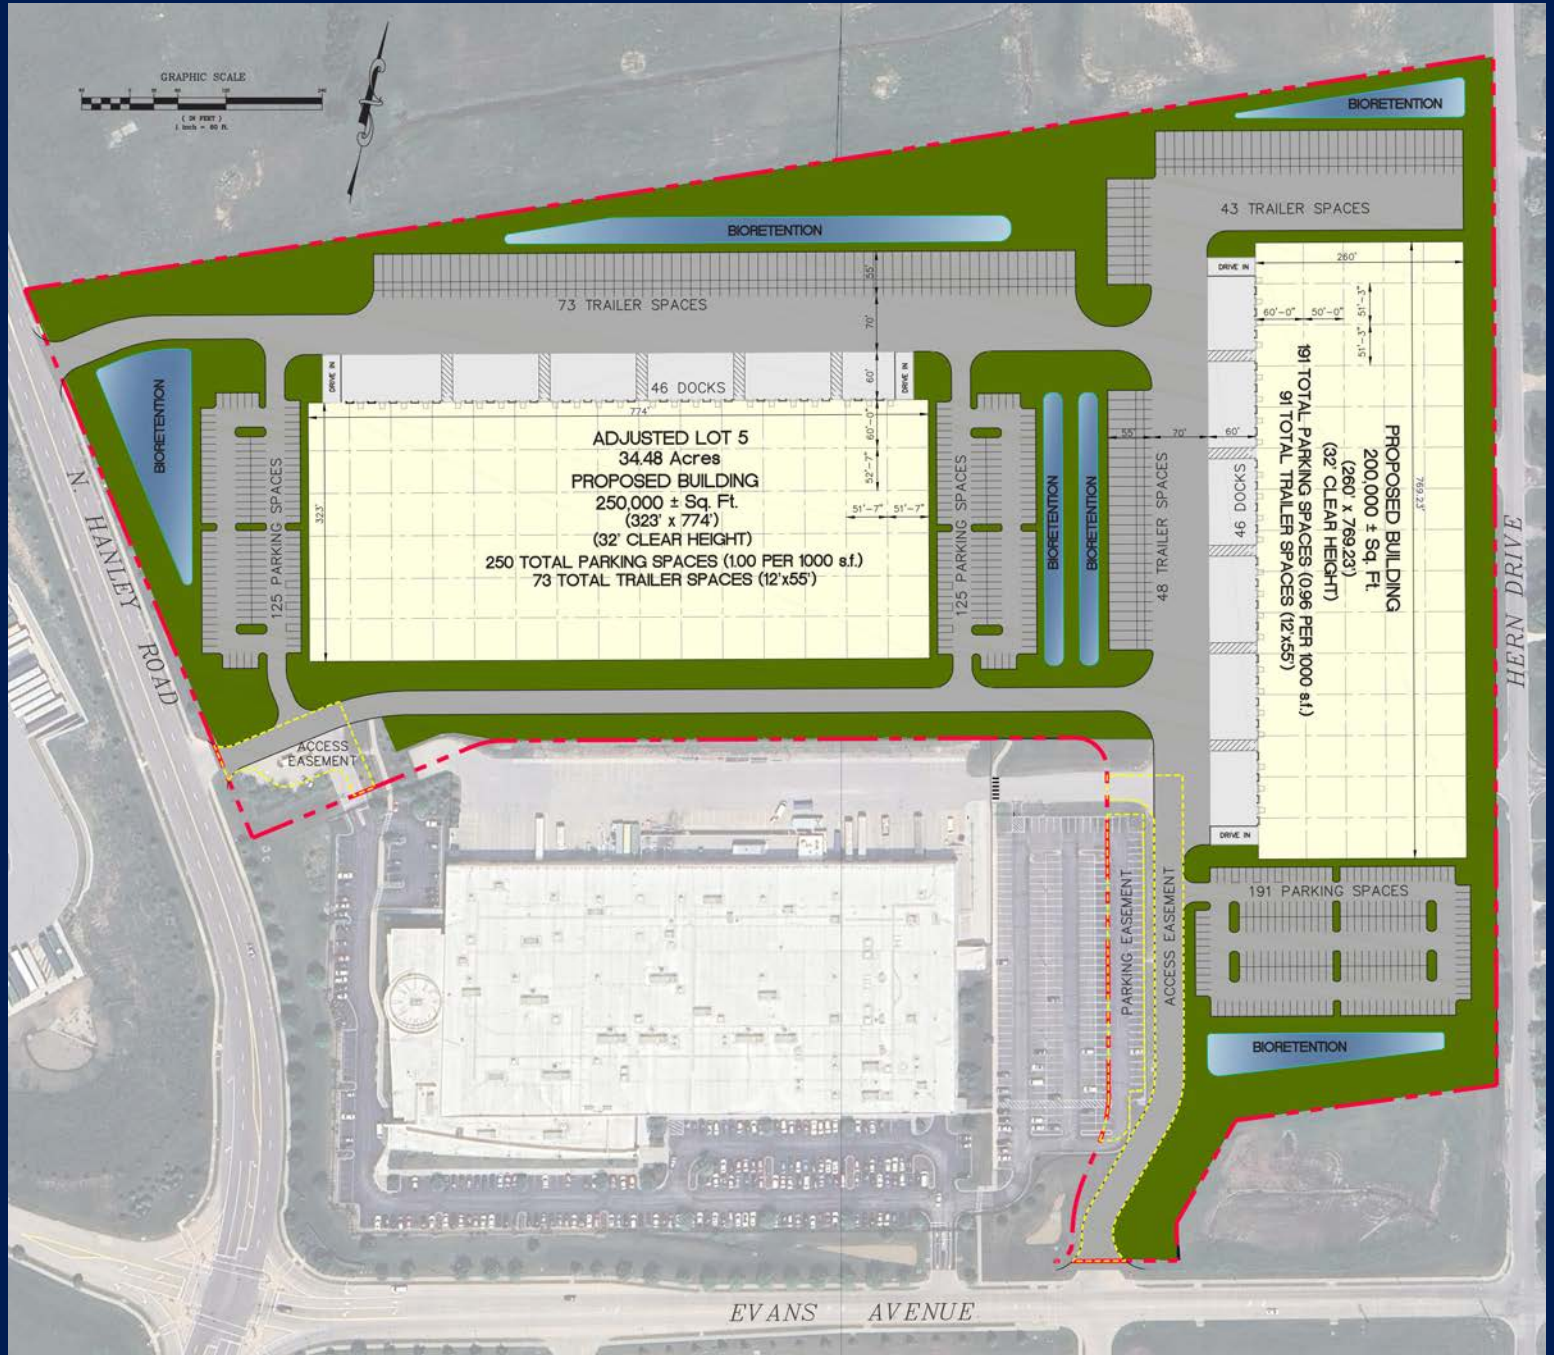 GRAPHIC SCALE
( IN FEET )
1 inch = 60 ft.
BIORETENTION
43 TRAILER SPACES
BIORETENTION
73 TRAILER SPACES
55'
70'
60'
DRIVE IN
46 DOCKS
DRIVE IN
774'
60'-0"
52'-7"
51'-7"
51'-7"
323'
ADJUSTED LOT 5
34.48 Acres
PROPOSED BUILDING
250,000 ± Sq. Ft.
(323' x 774')
(32' CLEAR HEIGHT)
250 TOTAL PARKING SPACES (1.00 PER 1000 s.f.)
73 TOTAL TRAILER SPACES (12'x55')
BIORETENTION
125 PARKING SPACES
125 PARKING SPACES
BIORETENTION
BIORETENTION
55'
70'
60'
48 TRAILER SPACES
DRIVE IN
46 DOCKS
DRIVE IN
260'
60'-0"
50'-0"
51'-3"
51'-3"
769.23'
PROPOSED BUILDING
200,000 ± Sq. Ft.
(260' x 769.23')
(32' CLEAR HEIGHT)
191 TOTAL PARKING SPACES (0.96 PER 1000 s.f.)
91 TOTAL TRAILER SPACES (12'x55')
N. HANLEY ROAD
HERN DRIVE
ACCESS
EASEMENT
PARKING EASEMENT
ACCESS EASEMENT
191 PARKING SPACES
BIORETENTION
EVANS AVENUE